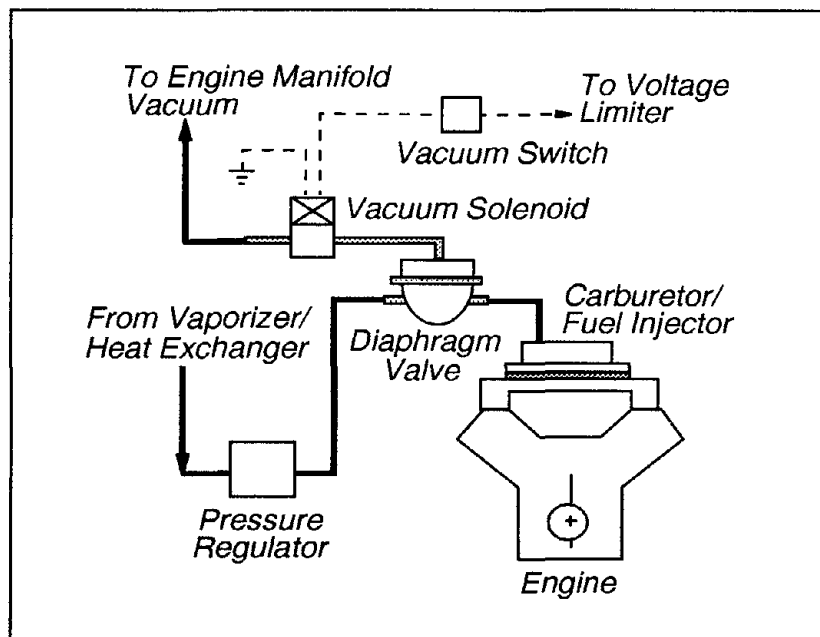 To Engine Manifold
Vacuum
To Voltage
Limiter
Vacuum Switch
Vacuum Solenoid
From Vaporizer/
Heat Exchanger
Diaphragm
Valve
Carburetor/
Fuel Injector
Pressure
Regulator
Engine